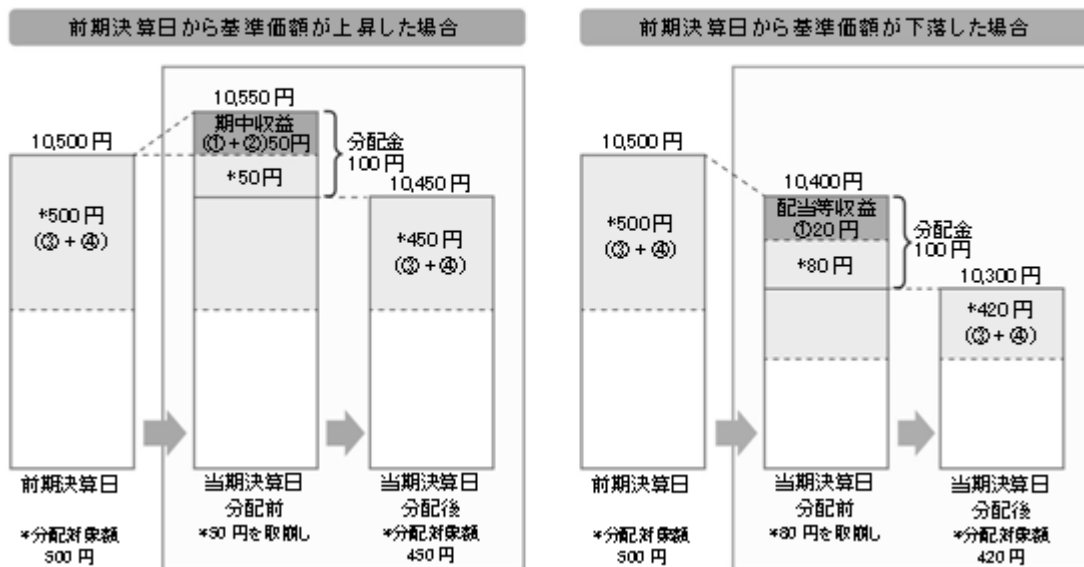 前期決算日から基準価額が上昇した場合
10,550円
期中収益
(①+②)50円
*50円
分配金
100円
10,500円
*500円
(③+④)
10,450円
*450円
(③+④)
前期決算日
*分配対象額
500円
当期決算日
分配前
*50円を取崩し
当期決算日
分配後
*分配対象額
450円
前期決算日から基準価額が下落した場合
10,500円
*500円
(③+④)
10,400円
配当等収益
①20円
*80円
分配金
100円
10,300円
*420円
(③+④)
前期決算日
*分配対象額
500円
当期決算日
分配前
*80円を取崩し
当期決算日
分配後
*分配対象額
420円